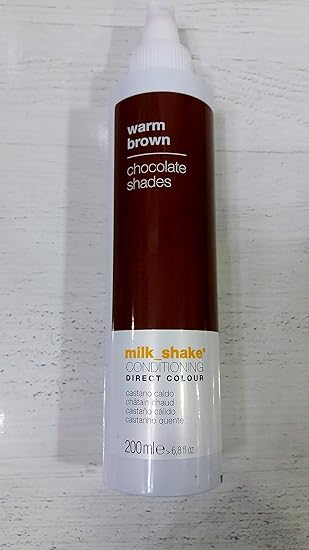 warm
brown
chocolate
shades
milk_shake®
CONDITIONING
DIRECT COLOUR
castano caldo
châtain chaud
castaño cálido
castanho quente
200ml ℮ > 6.8 fl oz